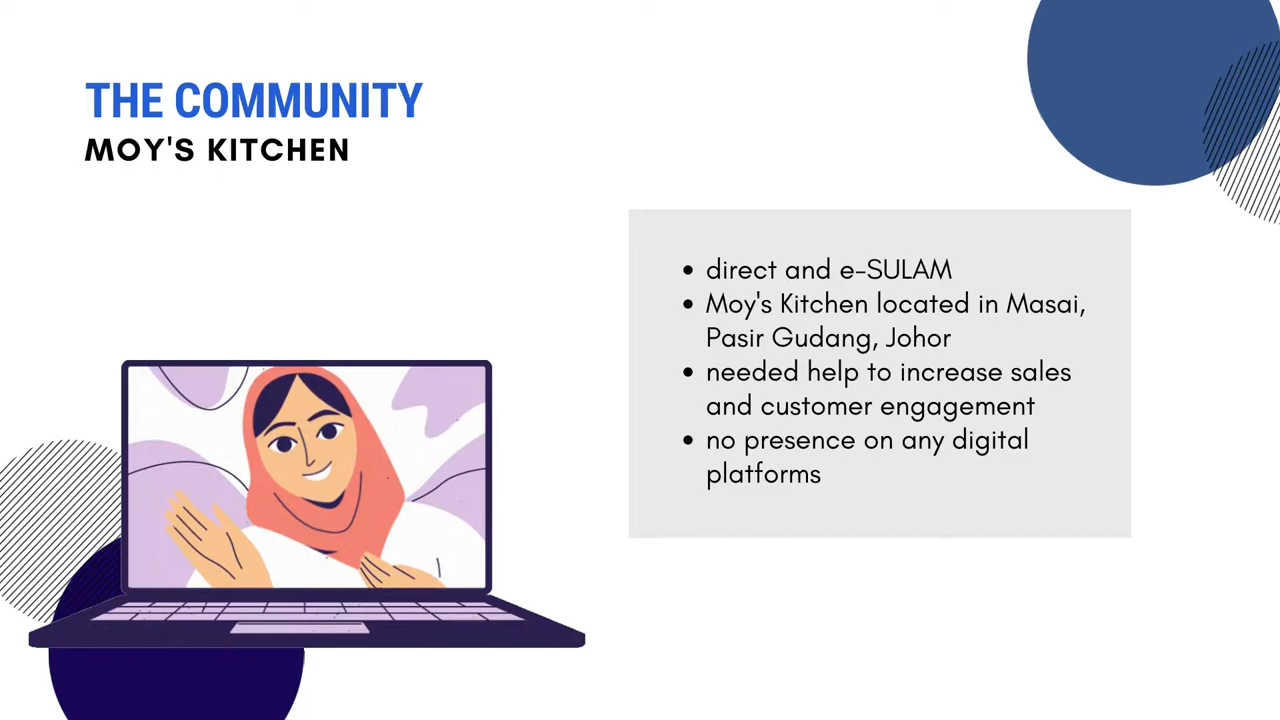 THE COMMUNITY
MOY'S KITCHEN
• direct and e-SULAM
• Moy's Kitchen located in Masai,
Pasir Gudang, Johor
• needed help to increase sales
and customer engagement
• no presence on any digital
platforms